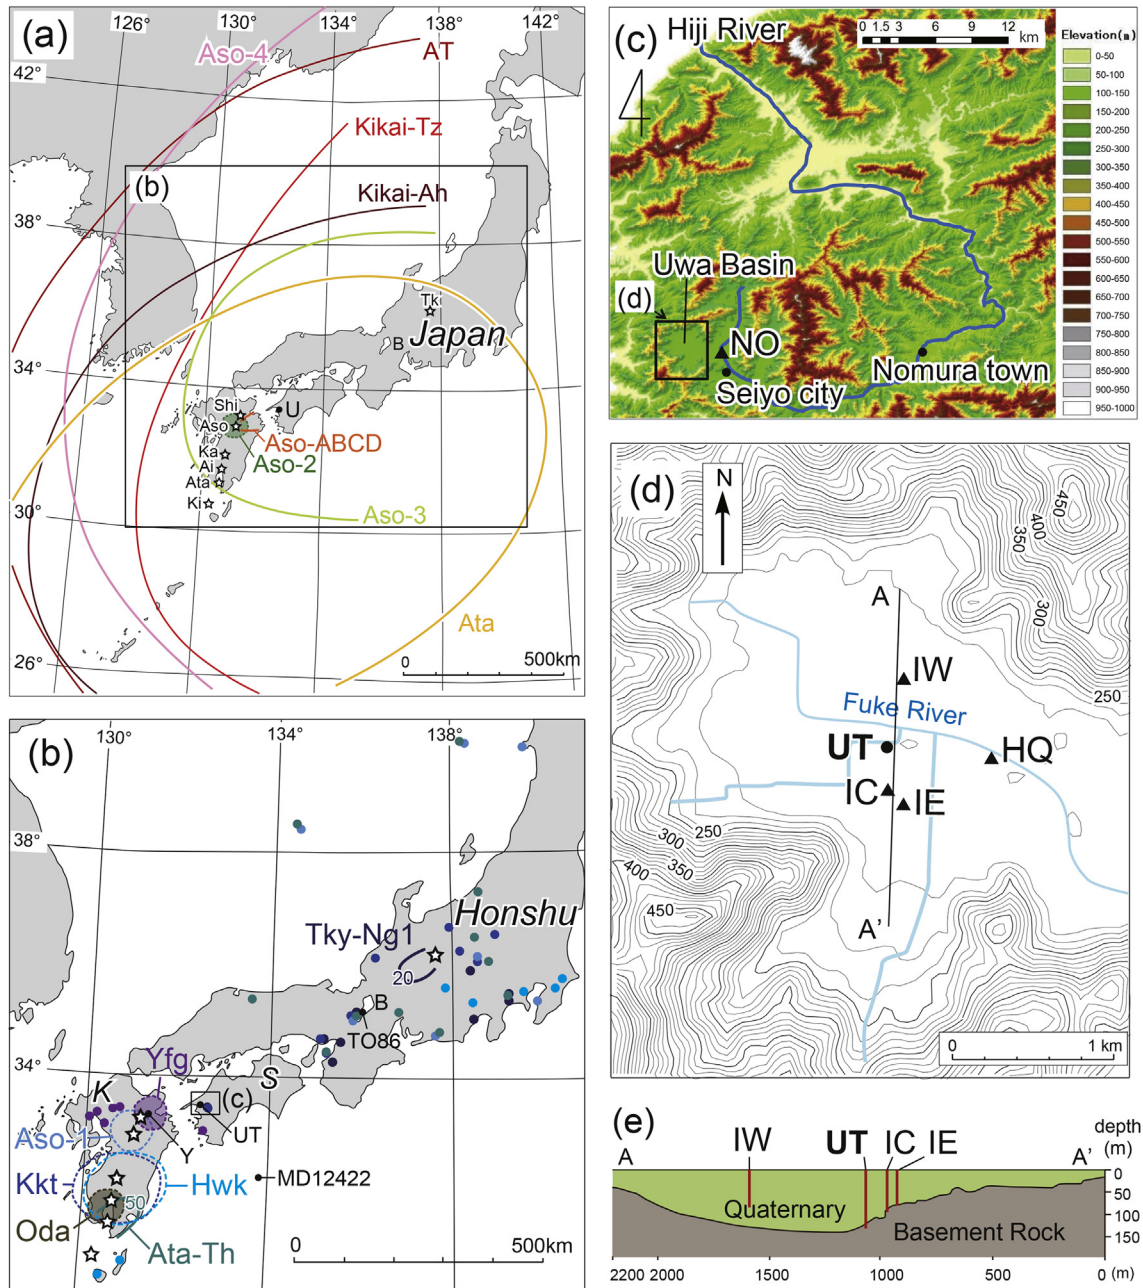 (a)
126°
130°
134°
138°
142°
42°
38°
34°
30°
26°
Aso-4
AT
Kikai-Tz
Kikai-Ah
(b)
Tk
Japan
B
Shi
U
Aso
Aso-ABCD
Ka
Aso-2
Ai
Ata
Ki
Aso-3
Ata
0
500km
(b)
130°
134°
138°
38°
34°
Honshu
Tky-Ng1
20
B
TO86
Yfg
K
S
(c)
UT
Aso-1
Y
Kkt
Hwk
MD12422
50
Oda
Ata-Th
0
500km
(c)
Hiji River
0 1.5 3 6 9 12
km
Elevation(m)
0-50
50-100
100-150
150-200
200-250
250-300
300-350
350-400
400-450
450-500
500-550
550-600
600-650
650-700
700-750
750-800
800-850
850-900
900-950
950-1000
4
Uwa Basin
(d)
NO
Seiyo city
Nomura town
(d)
N
450
400
350
300
250
A
IW
Fuke River
UT
HQ
IC
IE
250
300
350
400
450
A'
0
1 km
(e)
A
IW
UT
IC
IE
A'
depth
(m)
0
50
100
150
Quaternary
Basement Rock
2200 2000 1500 1000 500 0 (m)